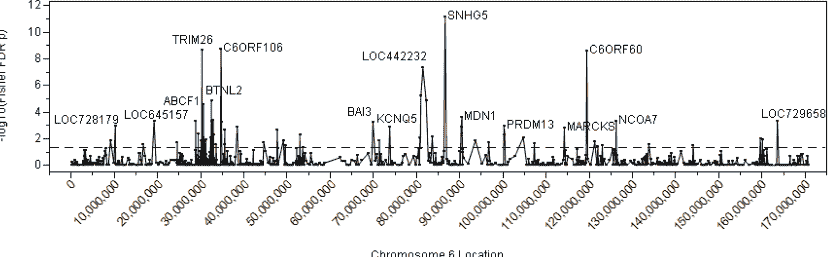 12
SNHG5
10
TRIM26
C6ORF106
C6ORF60
8
LOC442232
6
BTNL2
ABCF1
4
LOC728179
LOC645157
BAI3
KCNQ5
MDN1
PRDM13
MARCKS
NCOA7
LOC729658
2
0
-log10(Fisher FDR p)
0
10,000,000
20,000,000
30,000,000
40,000,000
50,000,000
60,000,000
70,000,000
80,000,000
90,000,000
100,000,000
110,000,000
120,000,000
130,000,000
140,000,000
150,000,000
160,000,000
170,000,000
Chromosome 6 Location